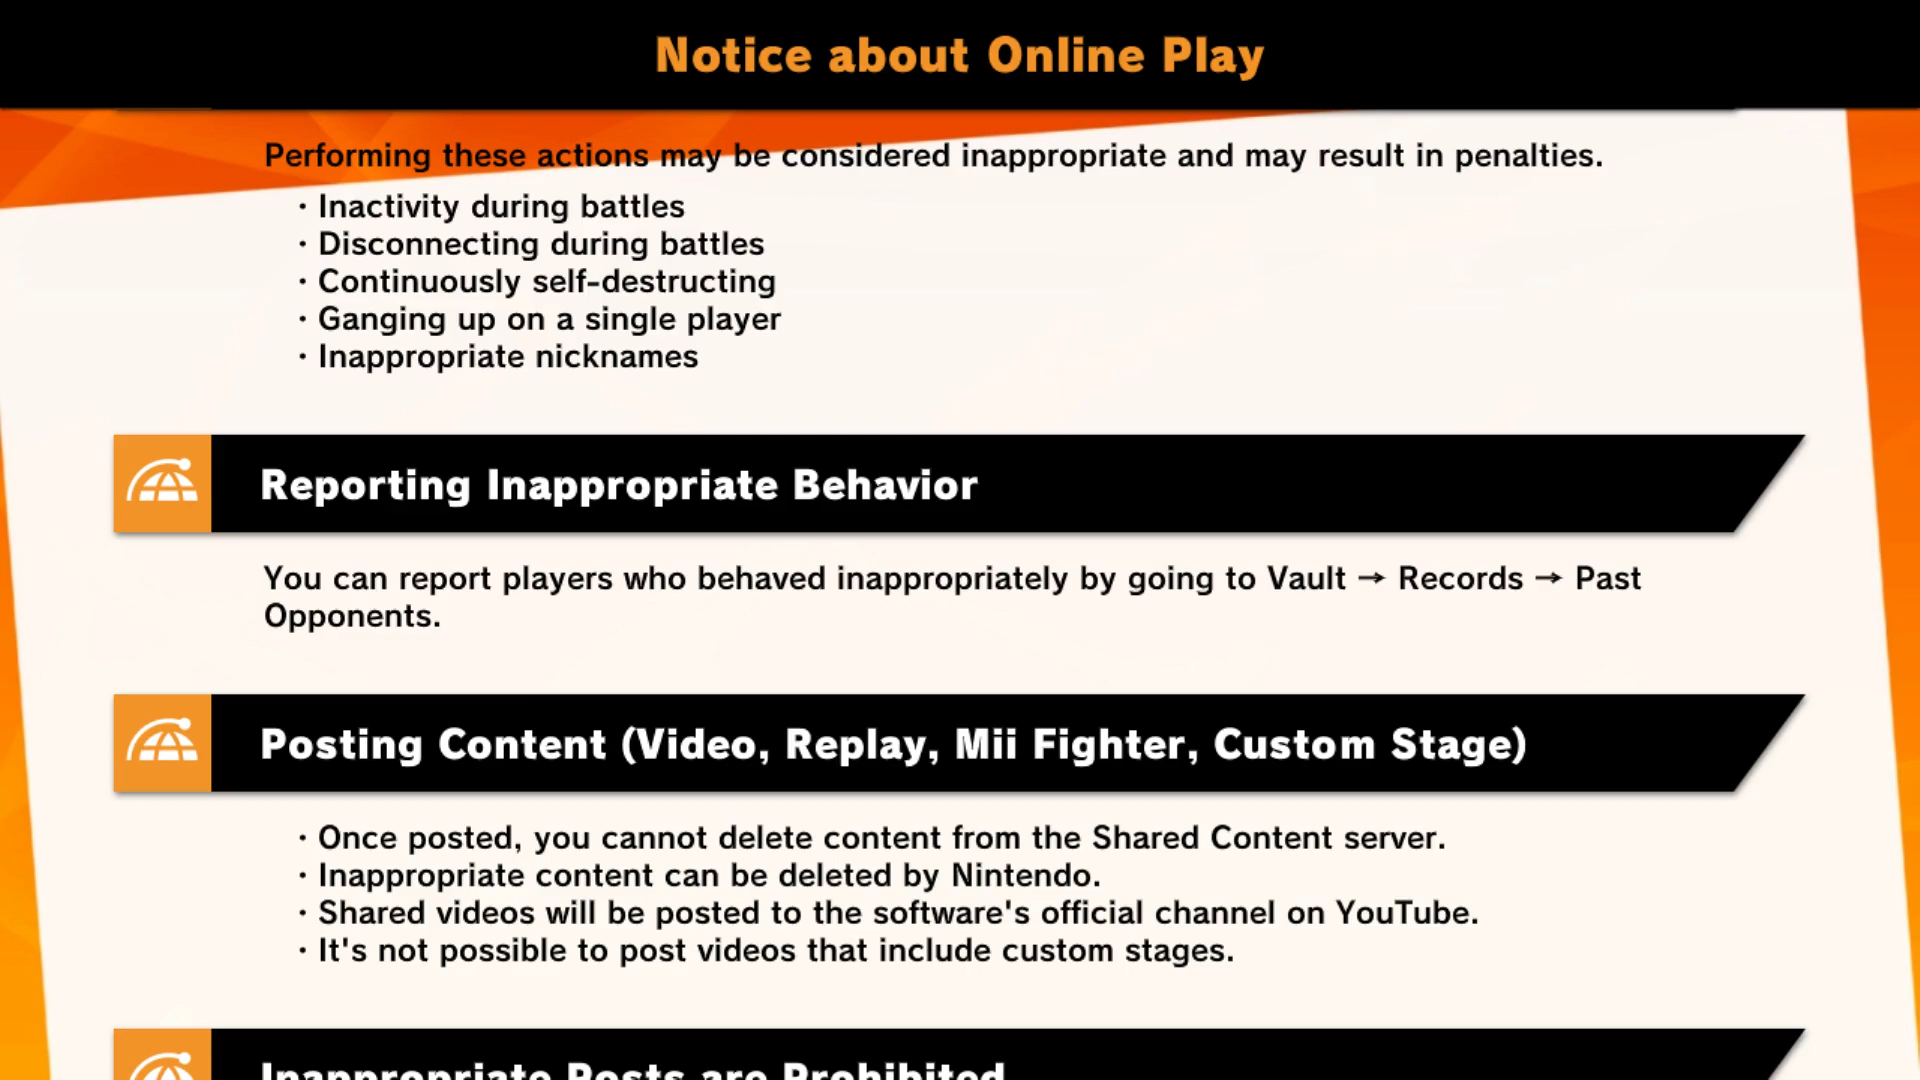 Notice about Online Play
Performing these actions may be considered inappropriate and may result in penalties.
· Inactivity during battles
· Disconnecting during battles
· Continuously self-destructing
· Ganging up on a single player
· Inappropriate nicknames
Reporting Inappropriate Behavior
You can report players who behaved inappropriately by going to Vault → Records → Past
Opponents.
Posting Content (Video, Replay, Mii Fighter, Custom Stage)
· Once posted, you cannot delete content from the Shared Content server.
· Inappropriate content can be deleted by Nintendo.
· Shared videos will be posted to the software's official channel on YouTube.
· It's not possible to post videos that include custom stages.
Inappropriate Posts are Prohibited